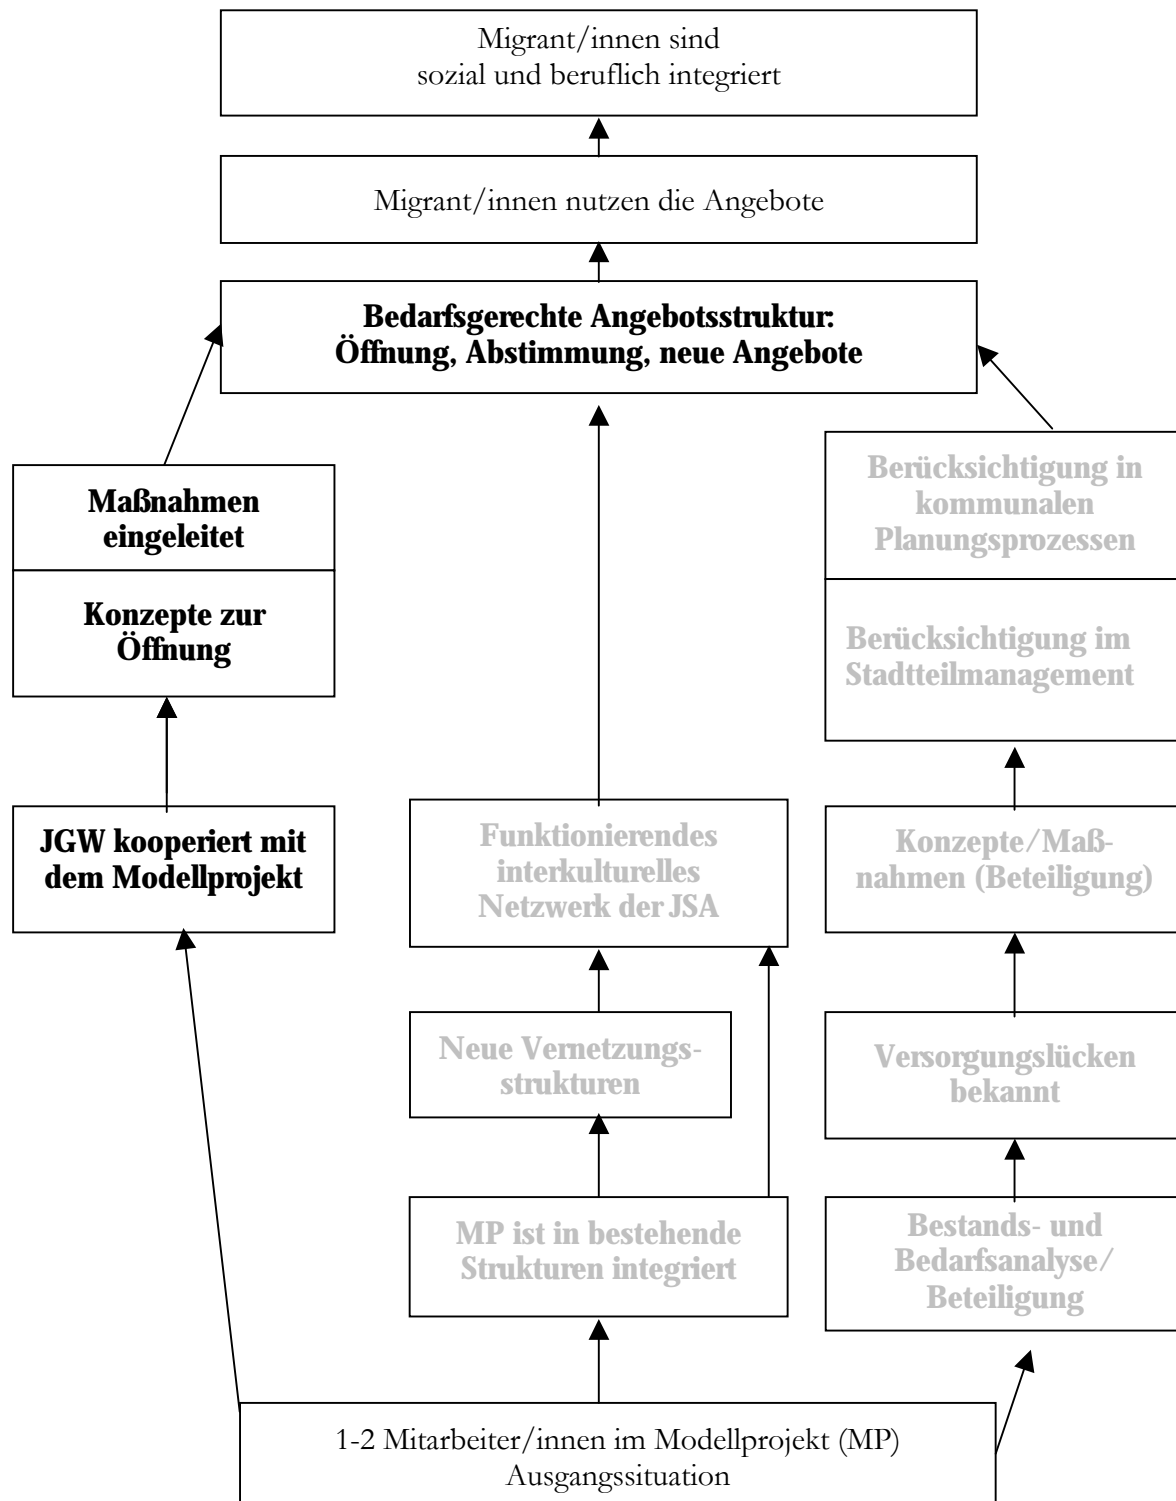 Migrant/innen sind
sozial und beruflich integriert
Migrant/innen nutzen die Angebote
Bedarfsgerechte Angebotsstruktur:
Öffnung, Abstimmung, neue Angebote
Maßnahmen
eingeleitet
Konzepte zur
Öffnung
JGW kooperiert mit
dem Modellprojekt
Funktionierendes
interkulturelles
Netzwerk der JSA
Neue Vernetzungs-
strukturen
MP ist in bestehende
Strukturen integriert
Berücksichtigung in
kommunalen
Planungsprozessen
Berücksichtigung im
Stadtteilmanagement
Konzepte/Maß-
nahmen (Beteiligung)
Versorgungslücken
bekannt
Bestands- und
Bedarfsanalyse/
Beteiligung
1-2 Mitarbeiter/innen im Modellprojekt (MP)
Ausgangssituation